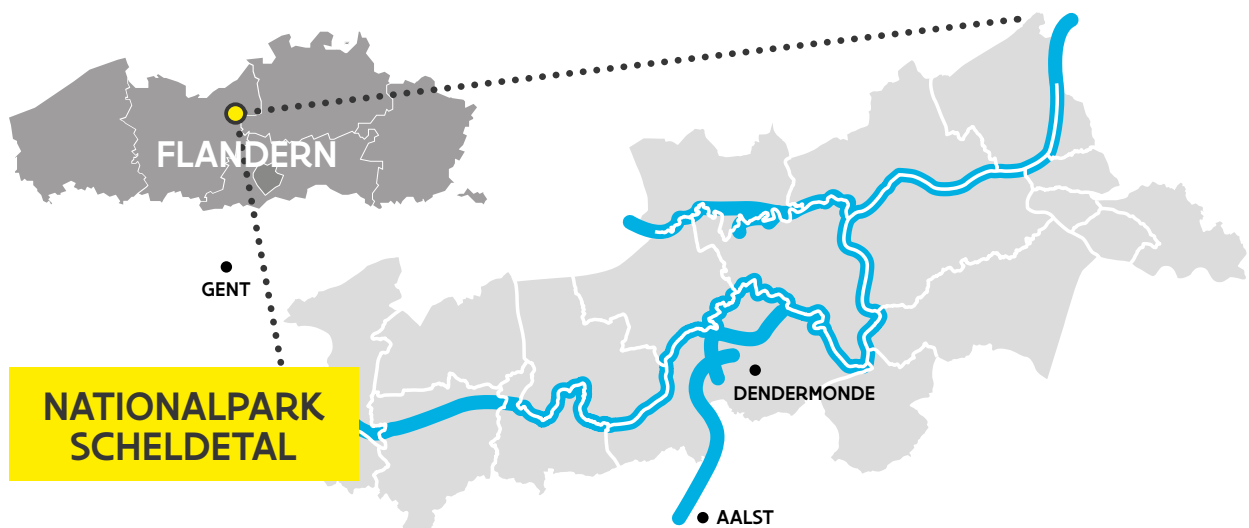 FLANDERN
GENT
NATIONALPARK
SCHELDETAL
DENDERMONDE
AALST